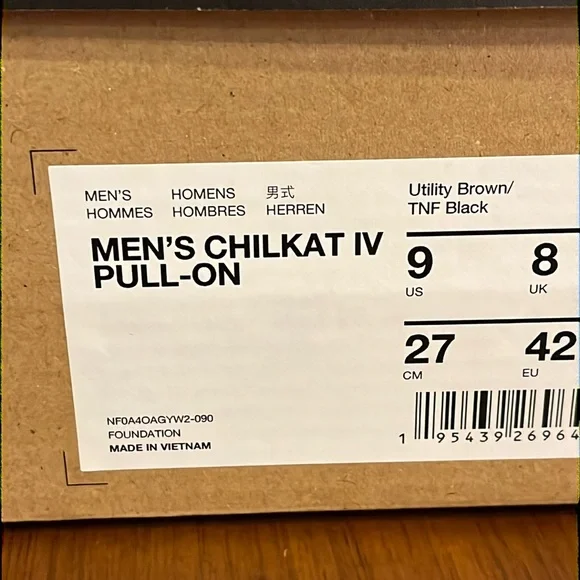 MEN'S HOMENS 男式
HOMMES HOMBRES HERREN
Utility Brown/
TNF Black
MEN'S CHILKAT IV
PULL-ON
9 8
US UK
27 42
CM EU
NF0A4OAGYW2-090
FOUNDATION
MADE IN VIETNAM
1 95439 26964